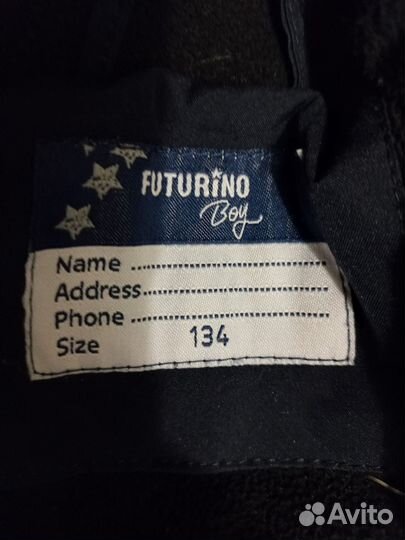 FUTURINO
Boy
Name ..............................
Address..............................
Phone ..............................
Size 134
Avito